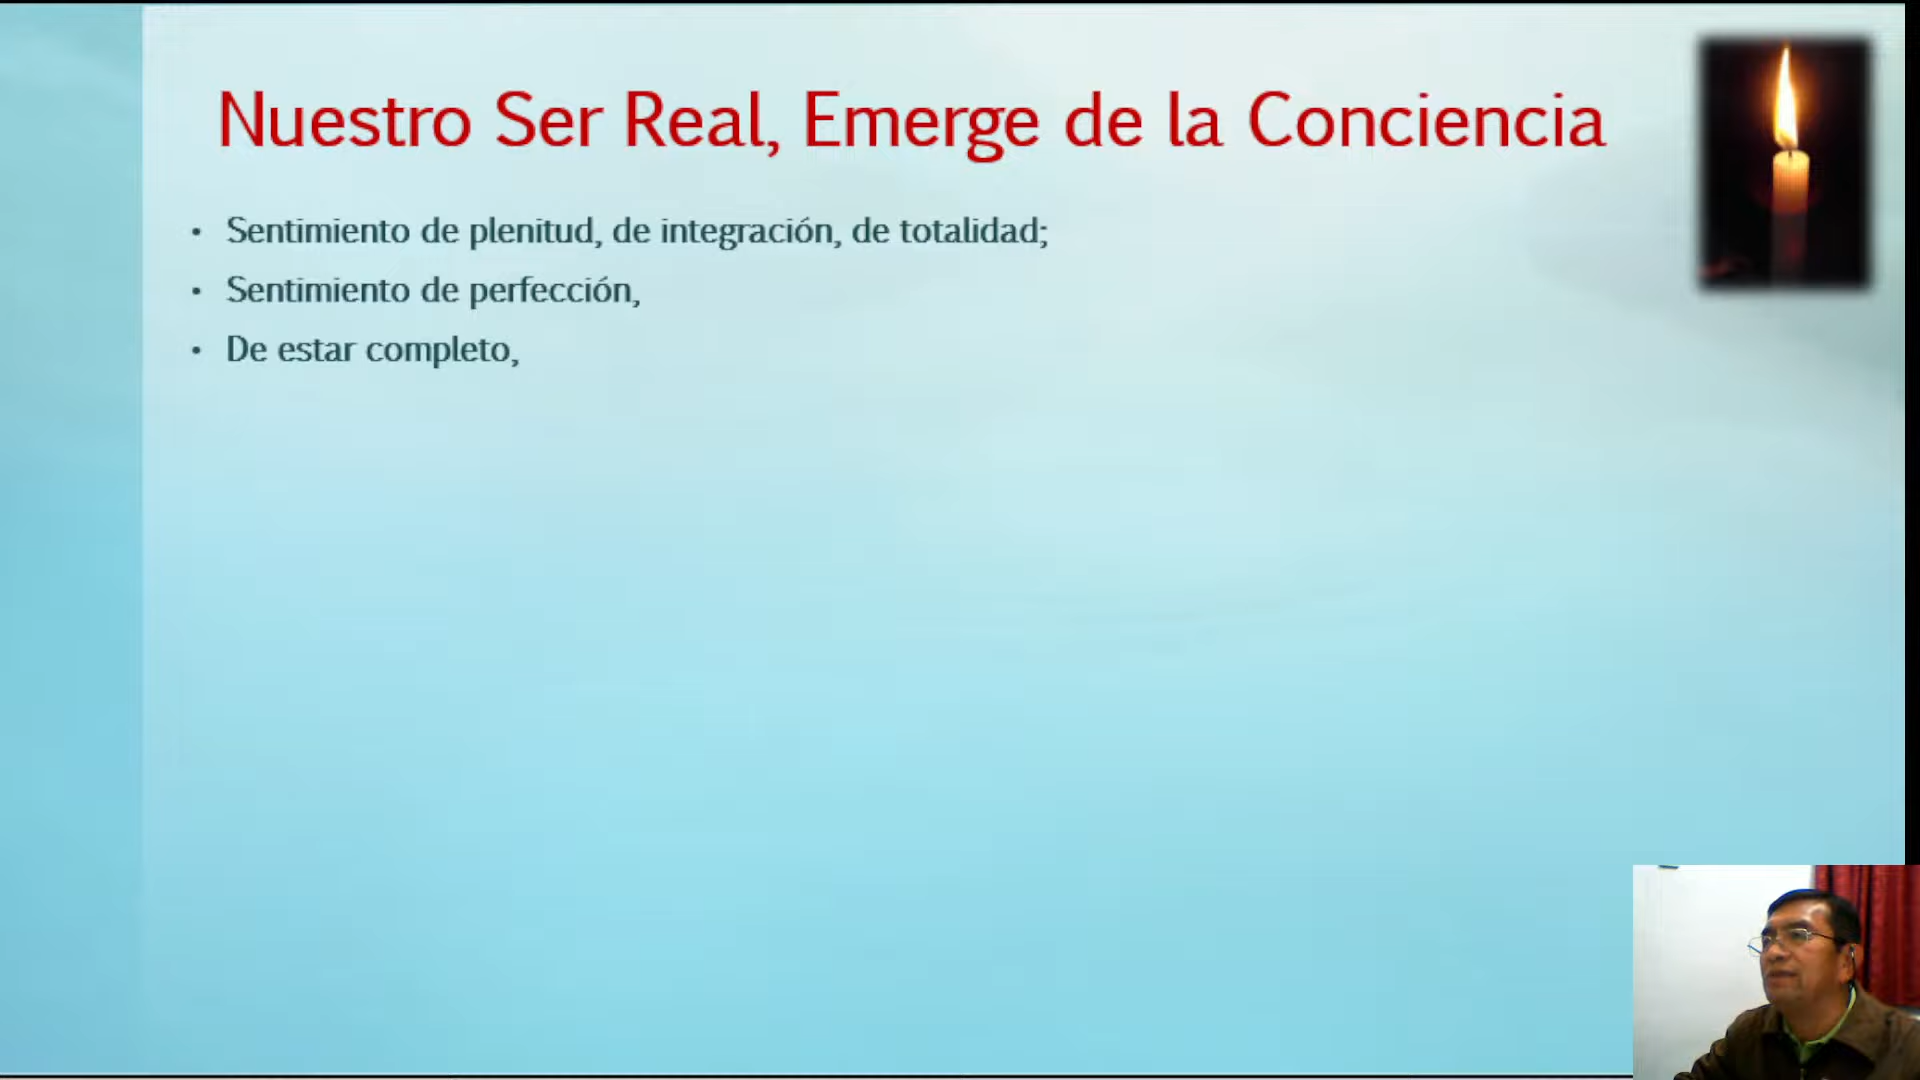 Nuestro Ser Real, Emerge de la Conciencia
• Sentimiento de plenitud, de integración, de totalidad;
• Sentimiento de perfección,
• De estar completo,